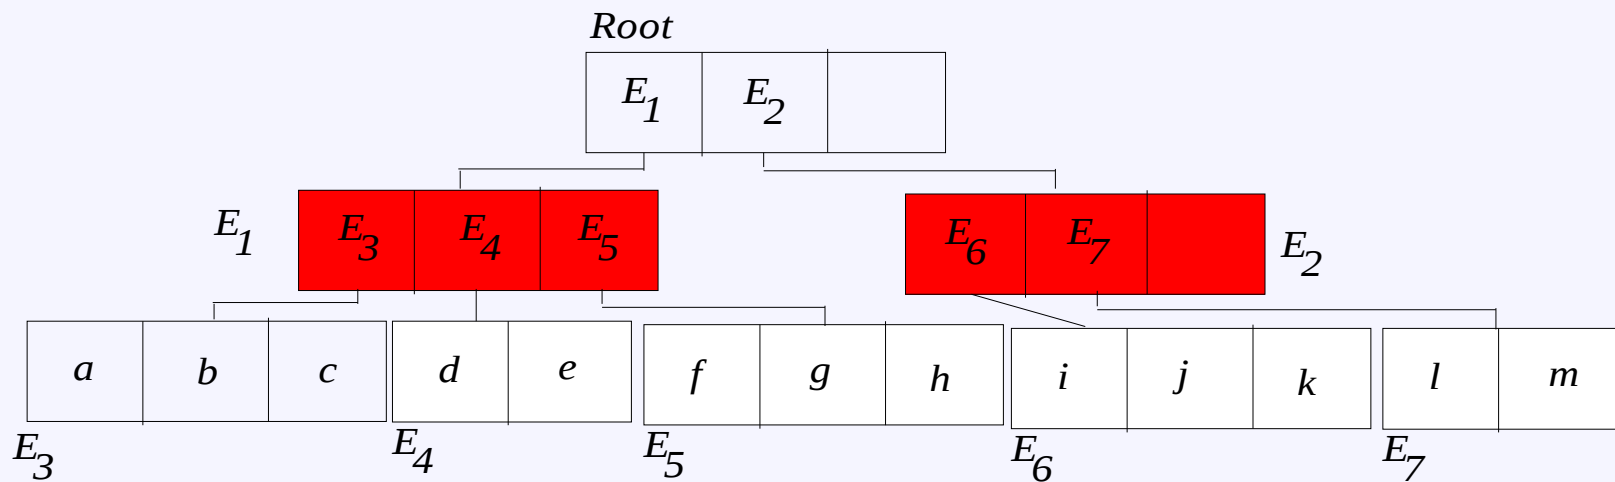 Root
E1 E2
E1 E3 E4 E5 E6 E7 E2
a b c d e f g h i j k l m
E3 E4 E5 E6 E7